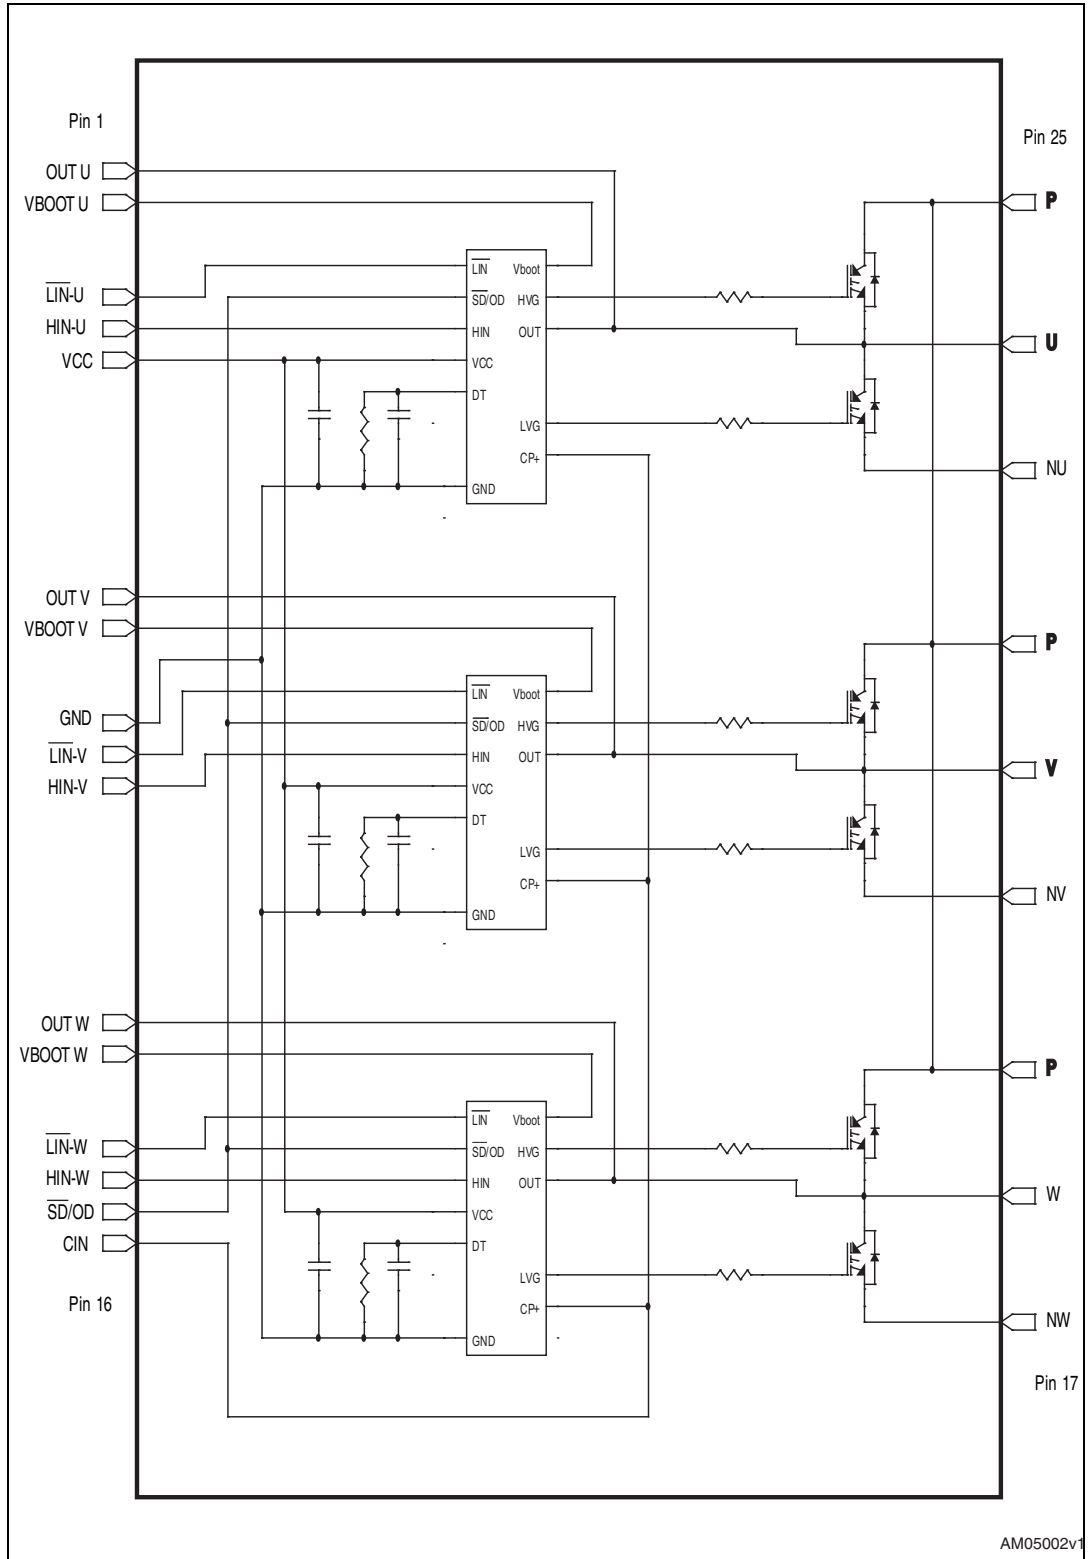 Pin 1
Pin 25
OUT U
VBOOT U
P
LIN Vboot
LIN-U
SD/OD HVG
HIN-U
HIN OUT
U
VCC
VCC
DT
LVG
CP+
NU
GND
OUT V
VBOOT V
P
LIN Vboot
GND
SD/OD HVG
LIN-V
HIN OUT
V
HIN-V
VCC
DT
LVG
CP+
NV
GND
OUT W
VBOOT W
P
LIN Vboot
LIN-W
SD/OD HVG
HIN-W
HIN OUT
W
SD/OD
VCC
CIN
DT
LVG
Pin 16
CP+
NW
GND
Pin 17
AM05002v1